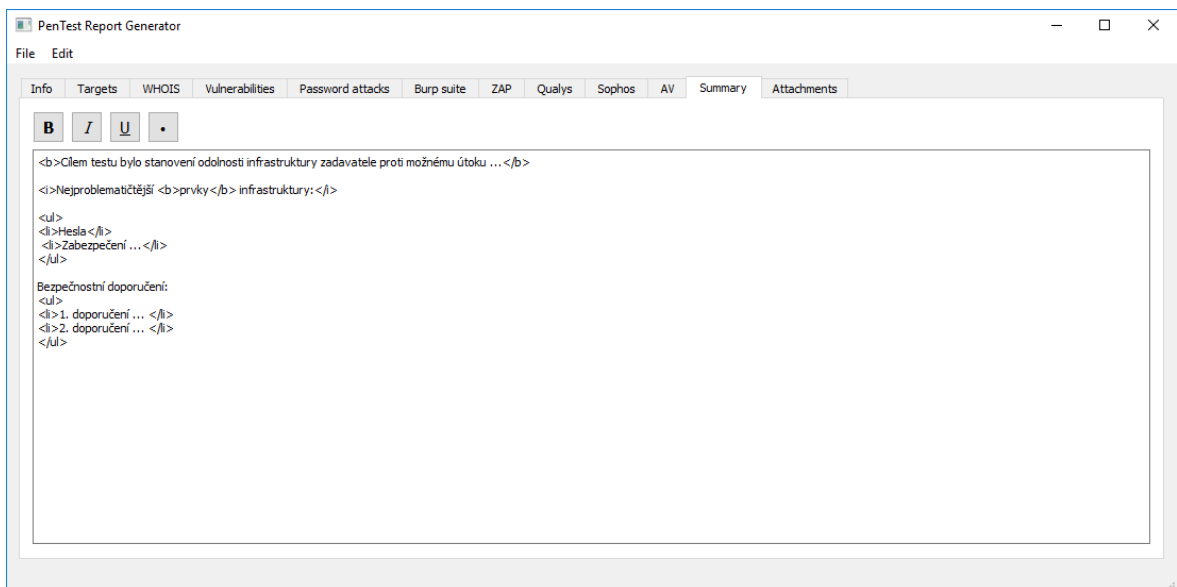 PenTest Report Generator
File Edit
Info Targets WHOIS Vulnerabilities Password attacks Burp suite ZAP Qualys Sophos AV Summary Attachments
B I U •
<b>Cílem testu bylo stanovení odolnosti infrastruktury zadavatele proti možnému útoku ...</b>
<i>Nejproblematičtější <b>prvky</b> infrastruktury:</i>
<ul>
<li>Hesla</li>
<li>Zabezpečení ...</li>
</ul>
Bezpečnostní doporučení:
<ul>
<li>1. doporučení ... </li>
<li>2. doporučení ... </li>
</ul>